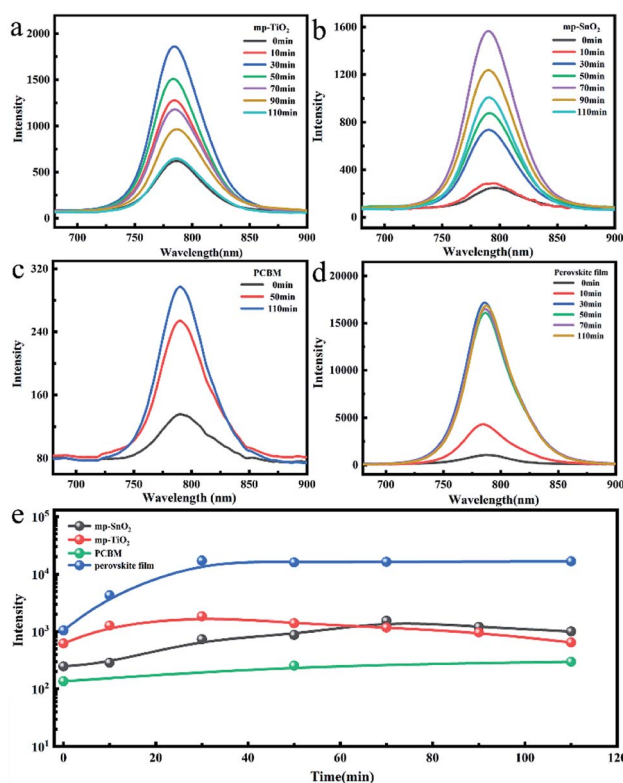 a
mp-TiO2
0min
10min
30min
50min
70min
90min
110min
2000
1500
1000
500
0
700 750 800 850 900
Wavelength(nm)
Intensity
b
mp-SnO2
0min
10min
30min
50min
70min
90min
110min
1600
1200
800
400
0
700 750 800 850 900
Wavelength(nm)
Intensity
c
PCBM
0min
50min
110min
320
240
160
80
700 750 800 850 900
Wavelength (nm)
Intensity
d
Perovskite film
0min
10min
30min
50min
70min
110min
20000
15000
10000
5000
0
700 750 800 850 900
Wavelength(nm)
Intensity
e
mp-SnO2
mp-TiO2
PCBM
perovskite film
10^5
10^4
10^3
10^2
10^1
0 20 40 60 80 100 120
Time(min)
Intensity